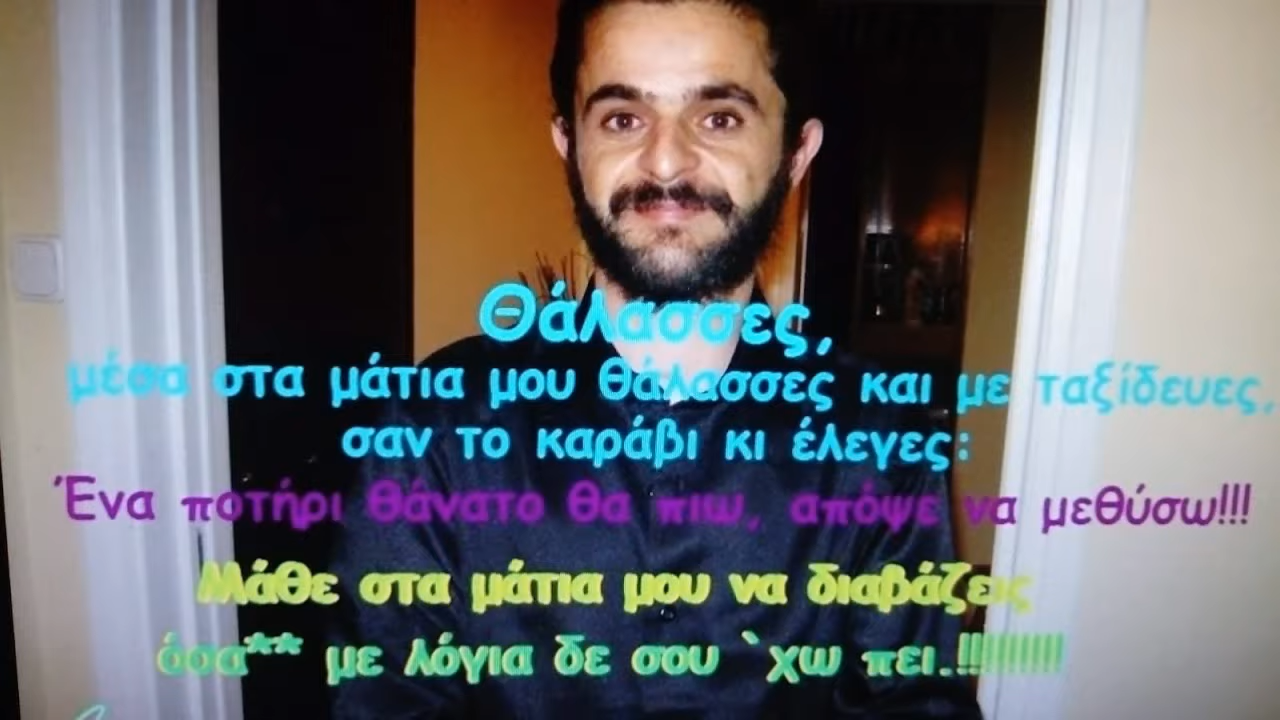 Θάλασσες,
μέσα στα μάτια μου θάλασσες και με ταξίδευες,
σαν το καράβι κι έλεγες:
Ένα ποτήρι θάνατο θα πιω, απόψε να μεθύσω!!!
Μάθε στα μάτια μου να διαβάζεις
όσα** με λόγια δε σου `χω πει.!!!!!!!!!!